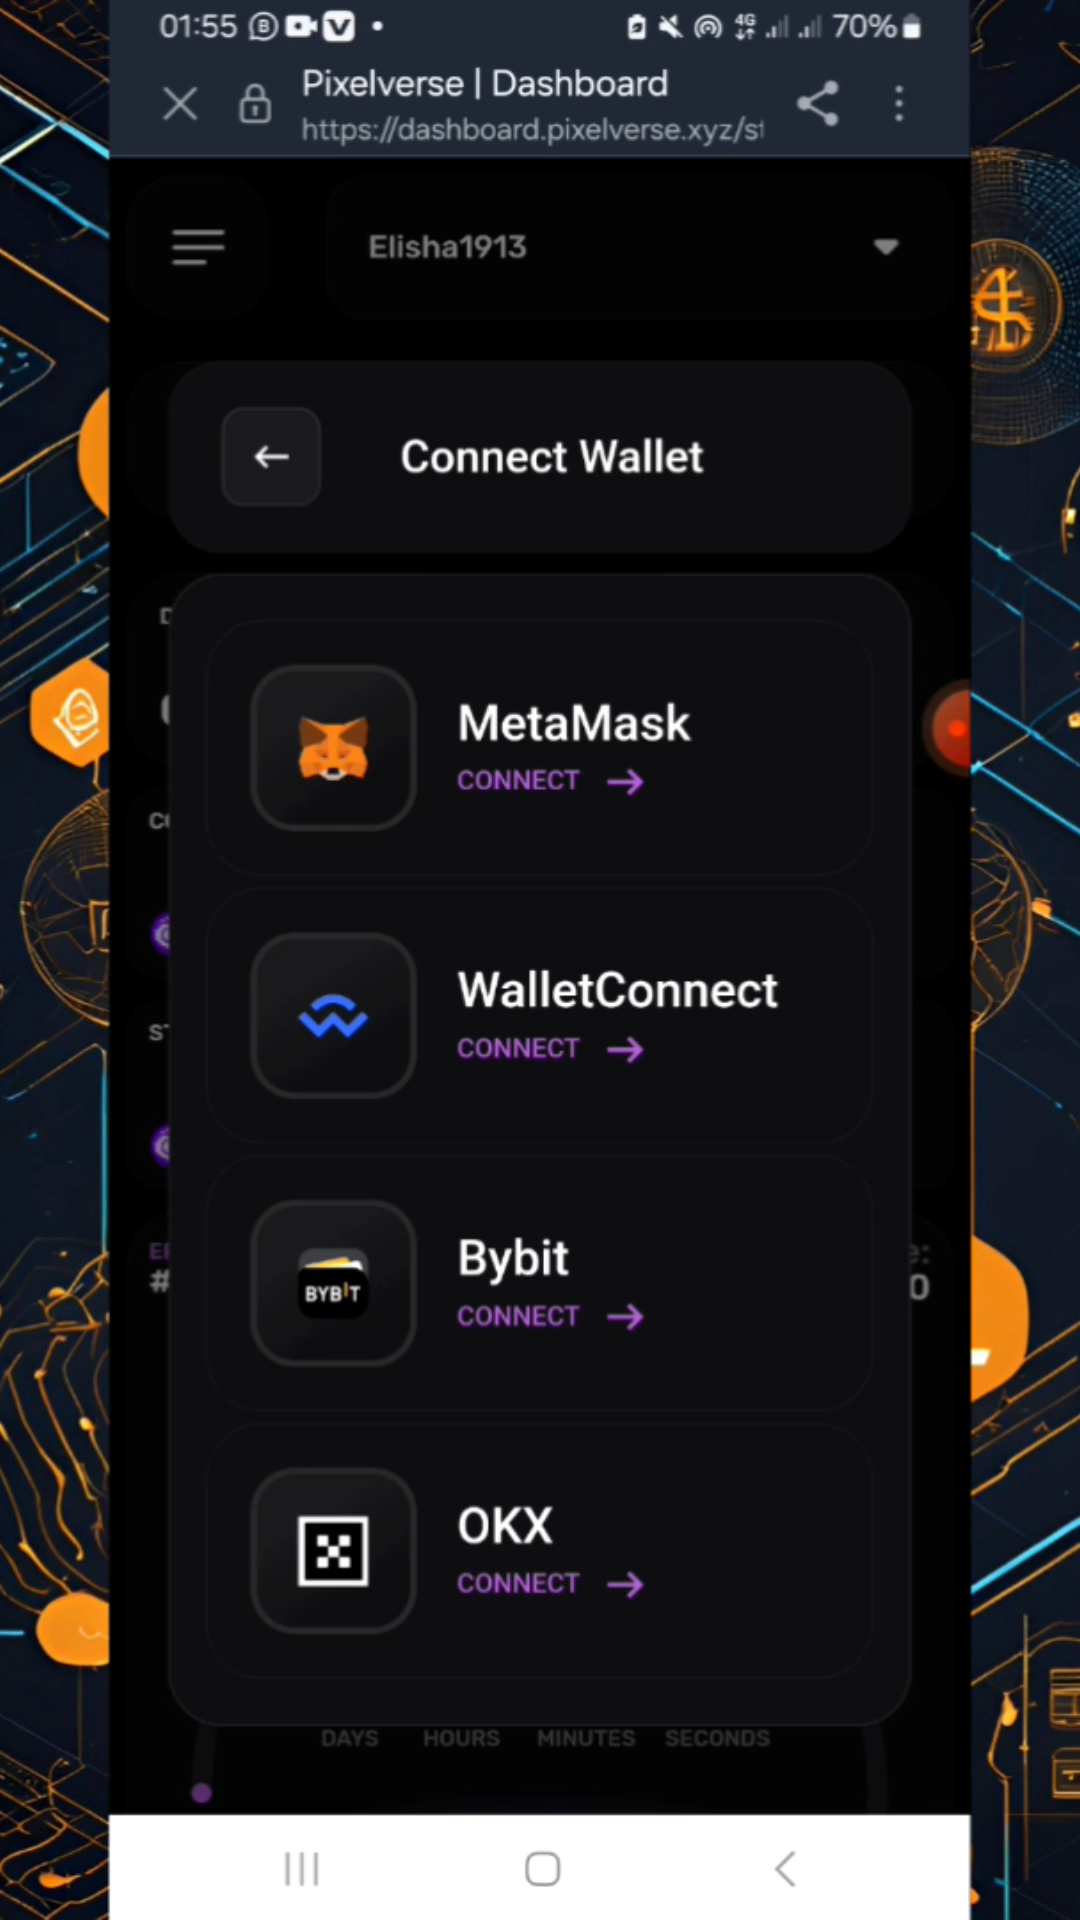 01:55 4G 70%
Pixelverse | Dashboard
https://dashboard.pixelverse.xyz/st
Elisha1913
Connect Wallet
MetaMask
CONNECT
WalletConnect
CONNECT
Bybit
BYBIT
CONNECT
OKX
CONNECT
DAYS HOURS MINUTES SECONDS